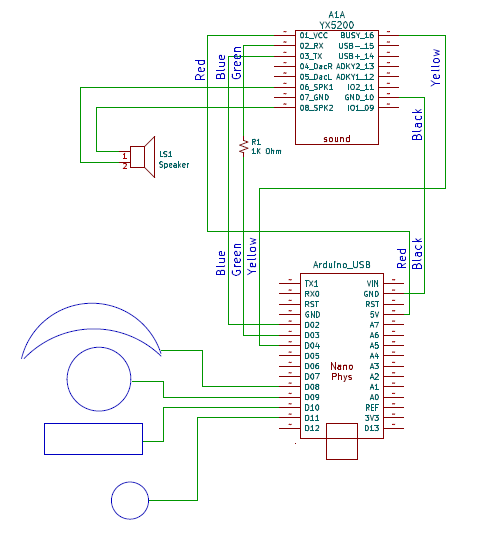 A1A
YX5200
01_VCC BUSY_16
02_RX USB-_15
03_TX USB+_14
04_DacR ADKY2_13
05_DacL ADKY1_12
06_SPK1 IO2_11
07_GND GND_10
08_SPK2 IO1_09
sound
Red
Blue
Green
Yellow
Black
R1
1K Ohm
1
2
LS1
Speaker
Blue
Green
Yellow
Red
Black
Arduino_USB
TX1 VIN
RX0 GND
RST RST
GND 5V
D02 A7
D03 A6
D04 A5
D05 A4
D06 A3
D07 A2
D08 A1
D09 A0
D10 REF
D11 3V3
D12 D13
Nano
Phys